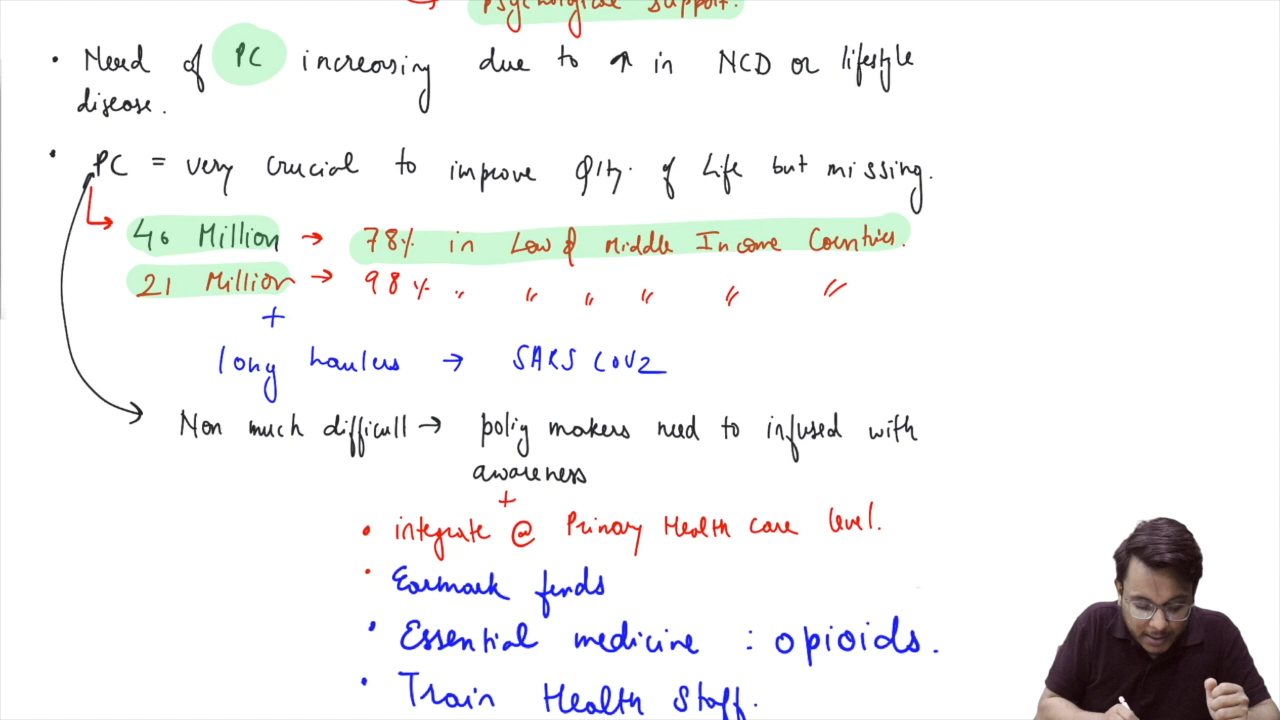 Psychological support.
• Need of PC increasing due to ↑ in NCD or lifestyle
disease.
• PC = very crucial to improve Qlty. of Life but missing.
40 Million → 78% in Low & Middle Income Countries.
21 Million → 98% " " " " " "
+
long haulers → SARS COV2
Non much difficult → policy makers need to infused with
awareness
+
• integrate @ Primary Health care level.
• Earmark funds
• Essential medicine : opioids.
• Train Health Staff.